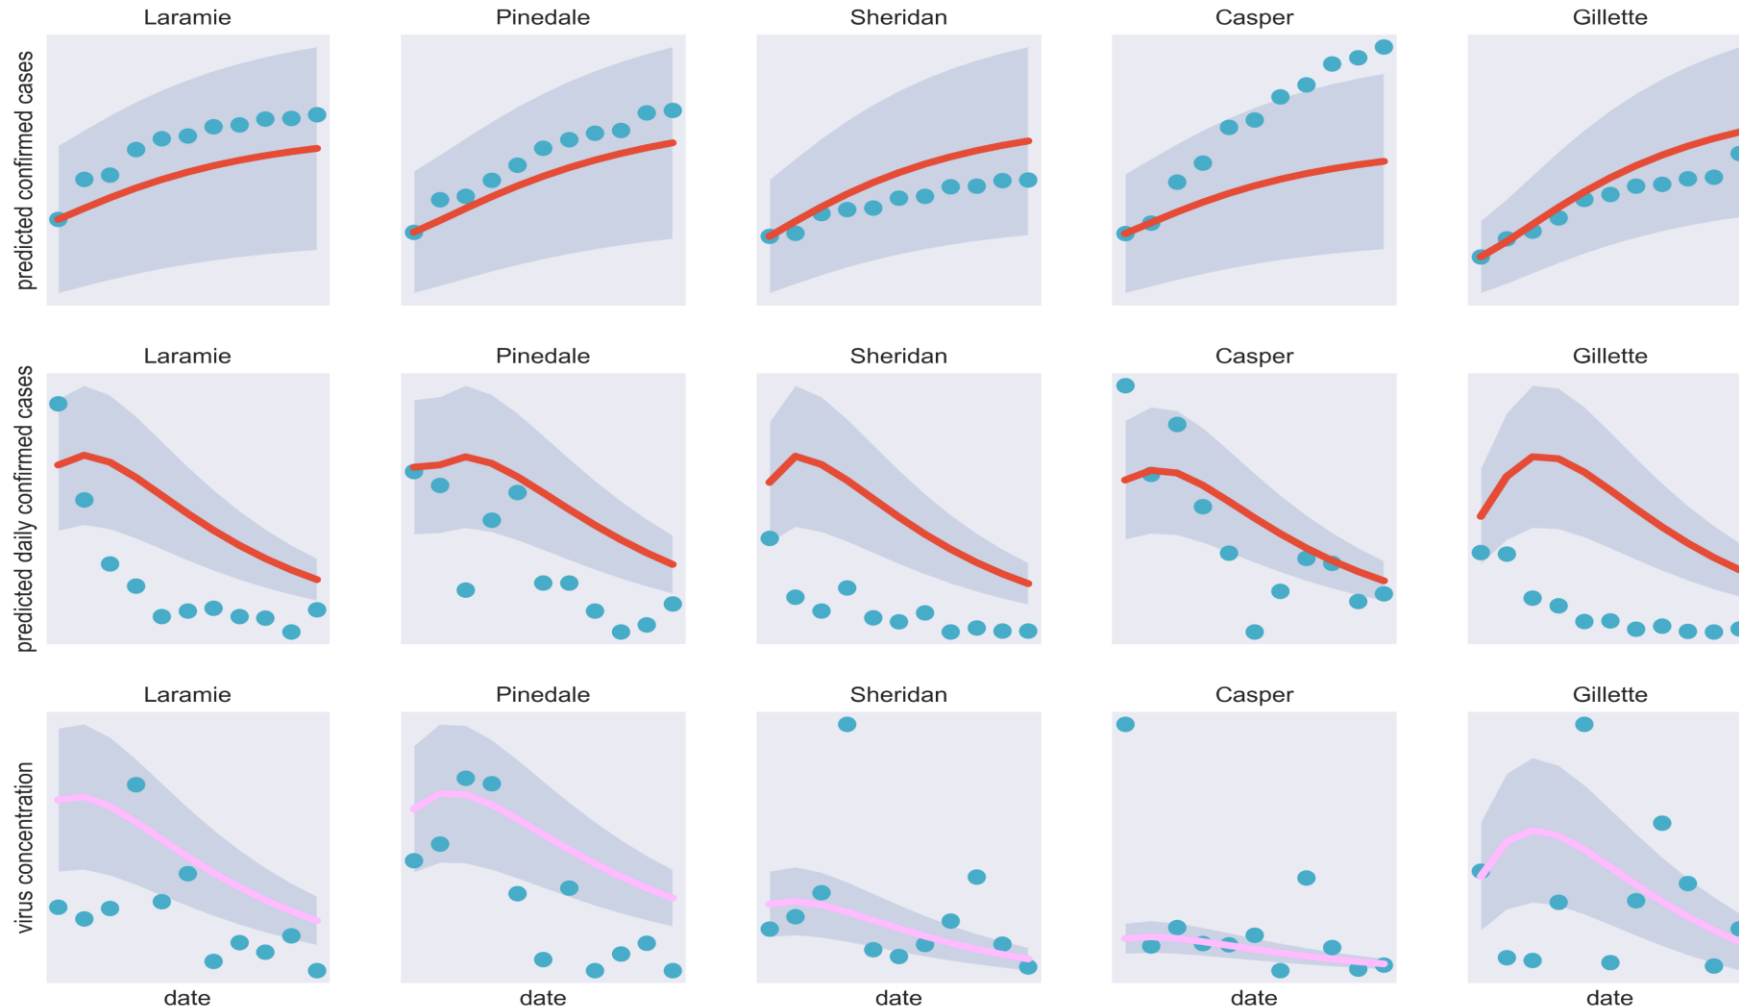 Laramie Pinedale Sheridan Casper Gillette
predicted confirmed cases
Laramie Pinedale Sheridan Casper Gillette
predicted daily confirmed cases
Laramie Pinedale Sheridan Casper Gillette
virus concentration
date date date date date